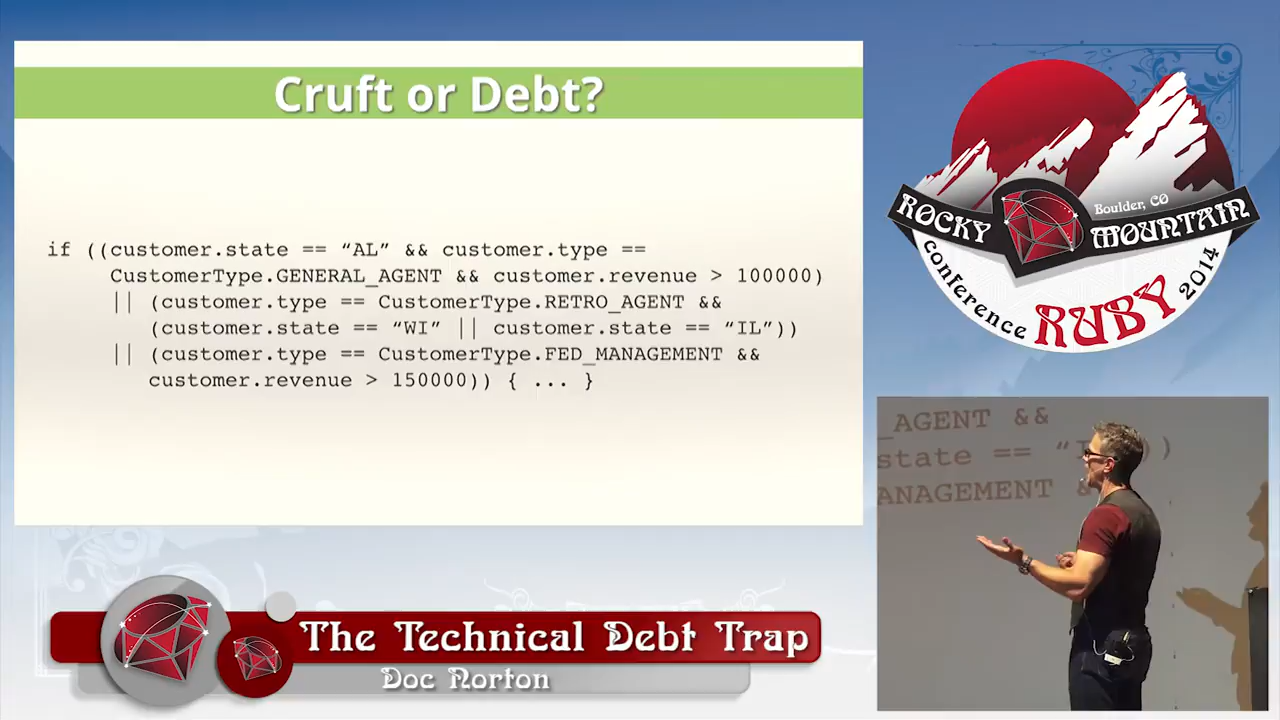 Cruft or Debt?
if ((customer.state == “AL” && customer.type ==
CustomerType.GENERAL_AGENT && customer.revenue > 100000)
|| (customer.type == CustomerType.RETRO_AGENT &&
(customer.state == “WI” || customer.state == “IL”))
|| (customer.type == CustomerType.FED_MANAGEMENT &&
customer.revenue > 150000)) { ... }
Boulder, CO
ROCKY MOUNTAIN
Conference RUBY 2014
_AGENT &&
state == “I ))
ANAGEMENT &
The Technical Debt Trap
Doc Norton